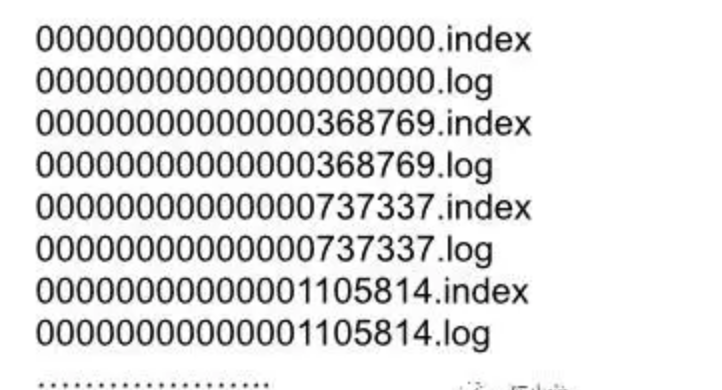 00000000000000000000.index
00000000000000000000.log
00000000000000368769.index
00000000000000368769.log
00000000000000737337.index
00000000000000737337.log
00000000000001105814.index
00000000000001105814.log
....................